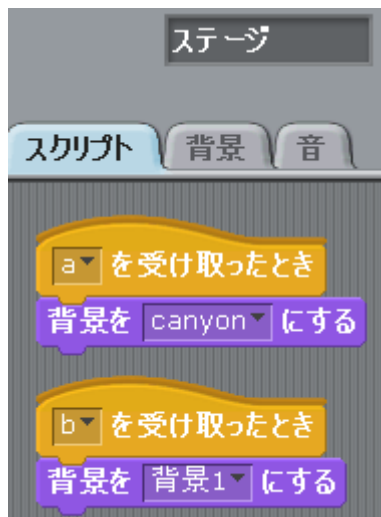 ステージ
スクリプト 背景 音
a を受け取ったとき
背景を canyon にする
b を受け取ったとき
背景を 背景1 にする